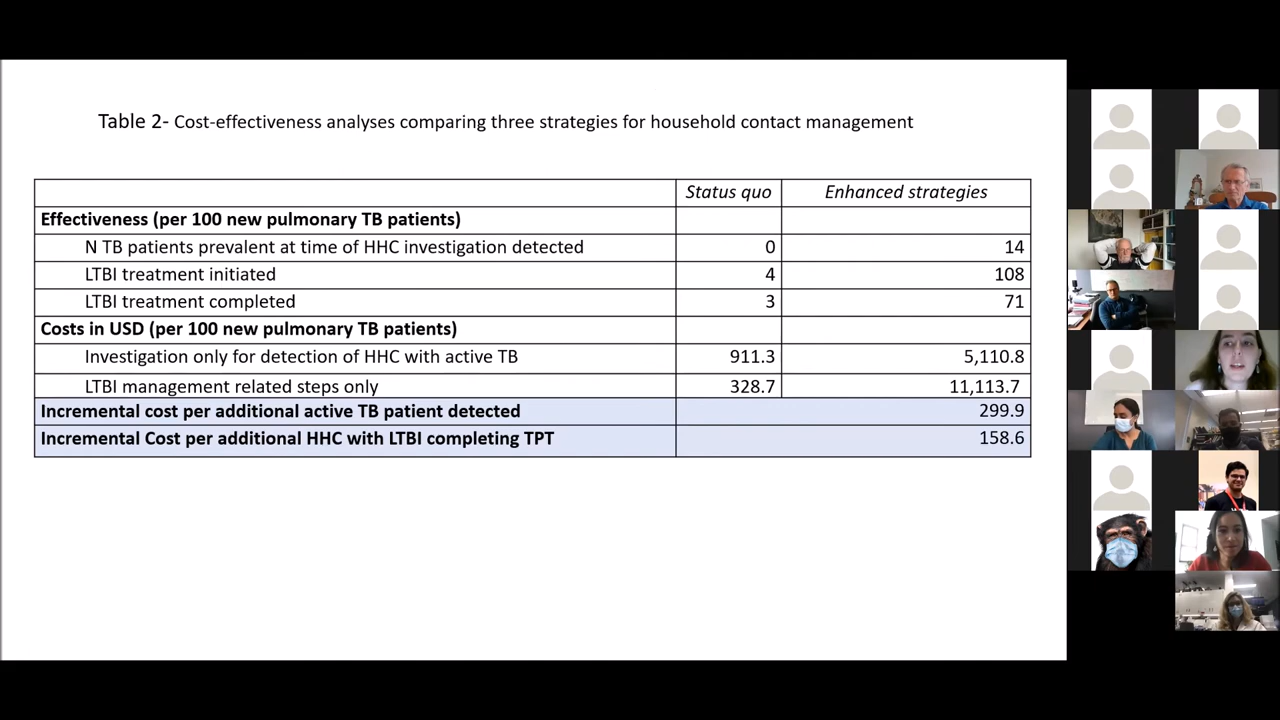 Table 2- Cost-effectiveness analyses comparing three strategies for household contact management
Status quo Enhanced strategies
Effectiveness (per 100 new pulmonary TB patients)
N TB patients prevalent at time of HHC investigation detected 0 14
LTBI treatment initiated 4 108
LTBI treatment completed 3 71
Costs in USD (per 100 new pulmonary TB patients)
Investigation only for detection of HHC with active TB 911.3 5,110.8
LTBI management related steps only 328.7 11,113.7
Incremental cost per additional active TB patient detected 299.9
Incremental Cost per additional HHC with LTBI completing TPT 158.6